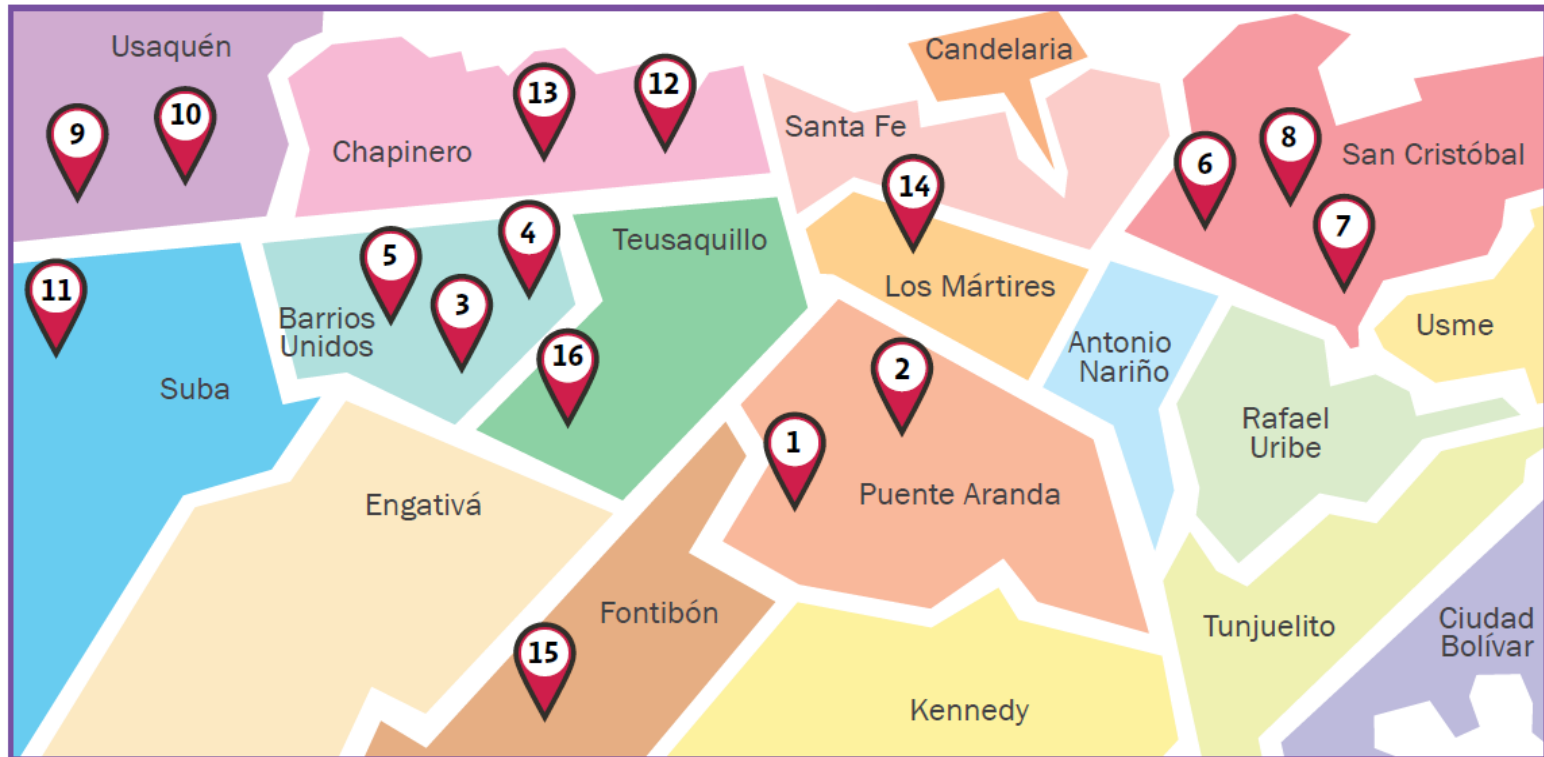 Usaquén
Candelaria
9
10
13
12
Chapinero
Santa Fe
14
6
8
San Cristóbal
7
11
5
4
3
Teusaquillo
Los Mártires
Barrios
Unidos
16
Usme
Antonio
Nariño
2
Suba
1
Rafael
Uribe
Engativá
Puente Aranda
Fontibón
15
Tunjuelito
Ciudad
Bolívar
Kennedy